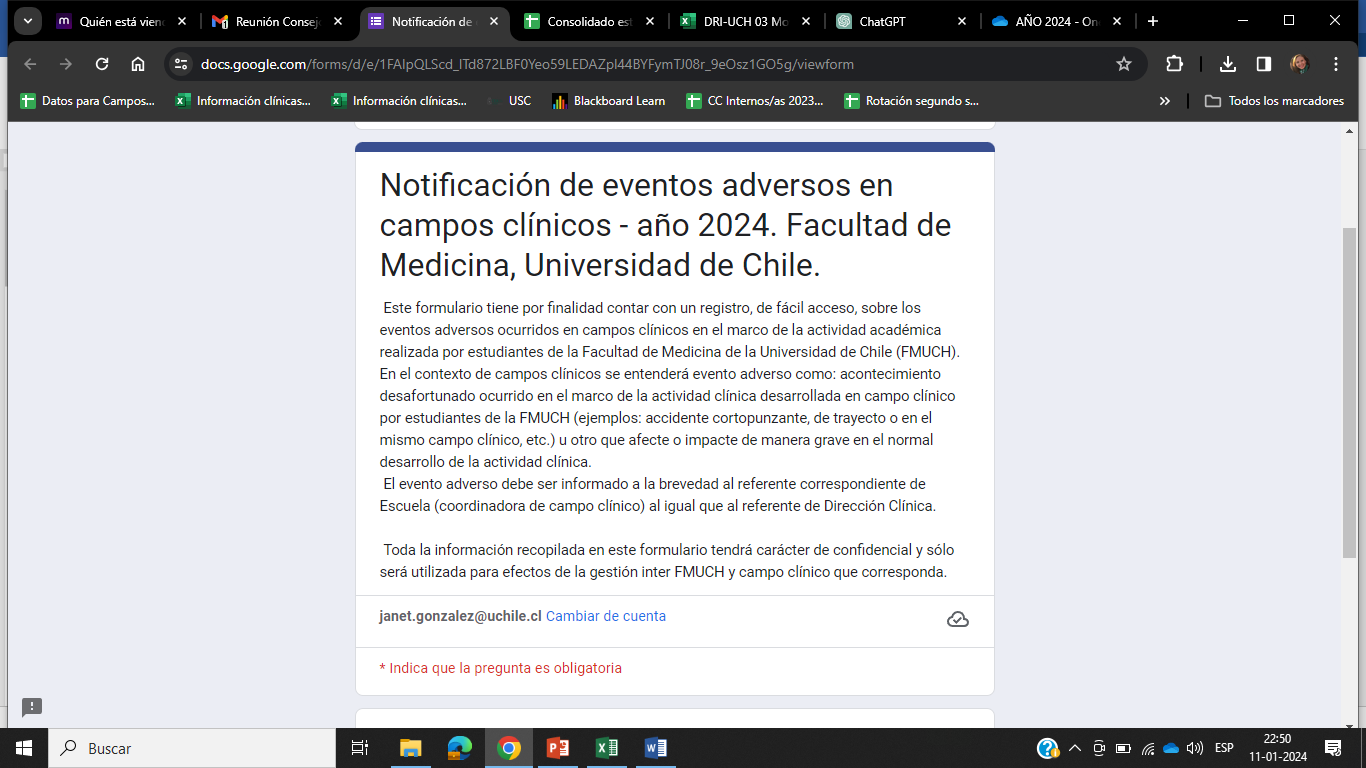 Quién está vien
Reunión Consej
Notificación de
Consolidado es
DRI-UCH 03 Mo
ChatGPT
AÑO 2024 - On
docs.google.com/forms/d/e/1FAIpQLScd_lTd872LBF0Yeo59LEDAZpl44BYFymTJ08r_9eOsz1GO5g/viewform
Datos para Campos...
Información clínicas...
Información clínicas...
USC
Blackboard Learn
CC Internos/as 2023...
Rotación segundo s...
Todos los marcadores
Notificación de eventos adversos en
campos clínicos - año 2024. Facultad de
Medicina, Universidad de Chile.
Este formulario tiene por finalidad contar con un registro, de fácil acceso, sobre los
eventos adversos ocurridos en campos clínicos en el marco de la actividad académica
realizada por estudiantes de la Facultad de Medicina de la Universidad de Chile (FMUCH).
En el contexto de campos clínicos se entenderá evento adverso como: acontecimiento
desafortunado ocurrido en el marco de la actividad clínica desarrollada en campo clínico
por estudiantes de la FMUCH (ejemplos: accidente cortopunzante, de trayecto o en el
mismo campo clínico, etc.) u otro que afecte o impacte de manera grave en el normal
desarrollo de la actividad clínica.
El evento adverso debe ser informado a la brevedad al referente correspondiente de
Escuela (coordinadora de campo clínico) al igual que al referente de Dirección Clínica.
Toda la información recopilada en este formulario tendrá carácter de confidencial y sólo
será utilizada para efectos de la gestión inter FMUCH y campo clínico que corresponda.
janet.gonzalez@uchile.cl Cambiar de cuenta
* Indica que la pregunta es obligatoria
Buscar
ESP
22:50
11-01-2024